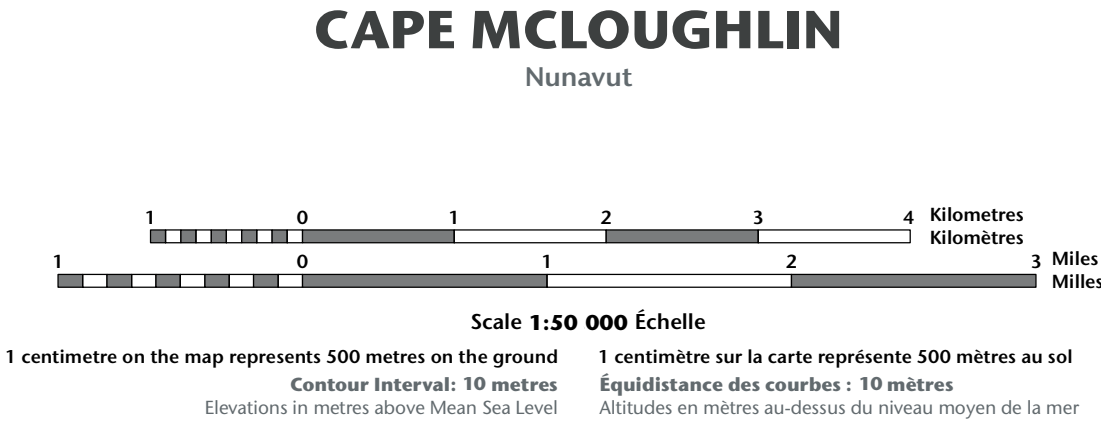 CAPE MCLOUGHLIN
Nunavut
1 0 1 2 3 4 Kilometres
Kilomètres
1 0 1 2 3 Miles
Milles
Scale 1:50 000 Échelle
1 centimetre on the map represents 500 metres on the ground
1 centimètre sur la carte représente 500 mètres au sol
Contour Interval: 10 metres
Équidistance des courbes : 10 mètres
Elevations in metres above Mean Sea Level
Altitudes en mètres au-dessus du niveau moyen de la mer